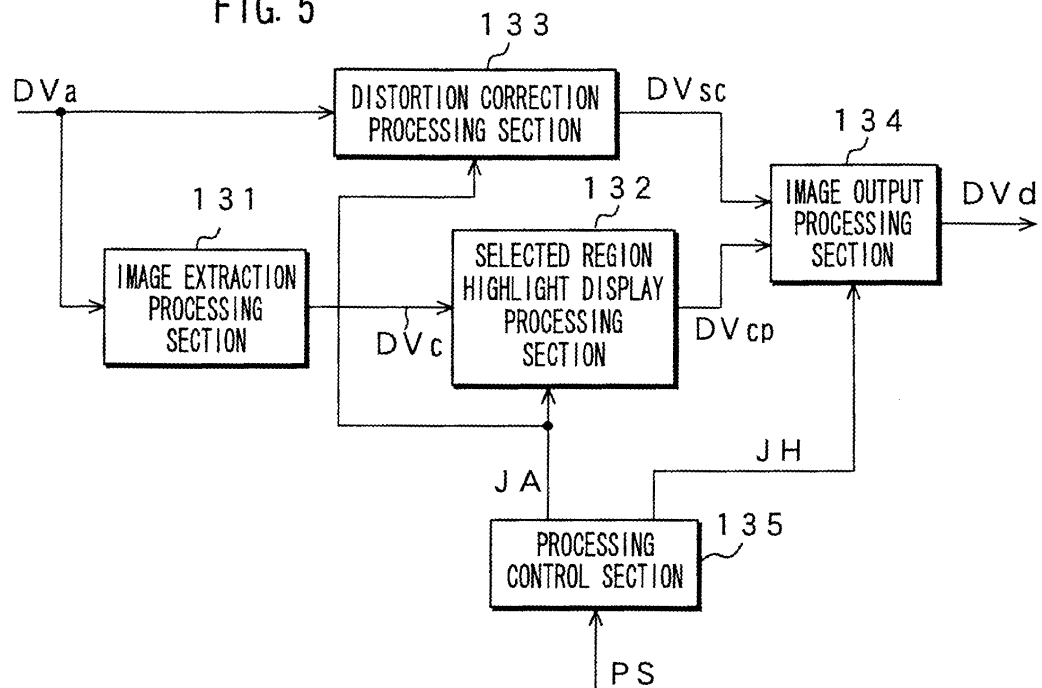 FIG. 5
133
DVa
DISTORTION CORRECTION
PROCESSING SECTION
DVsc
134
131
132
IMAGE OUTPUT
PROCESSING
SECTION
DVd
IMAGE EXTRACTION
PROCESSING
SECTION
DVc
SELECTED REGION
HIGHLIGHT DISPLAY
PROCESSING
SECTION
DVcp
JA
JH
135
PROCESSING
CONTROL SECTION
PS